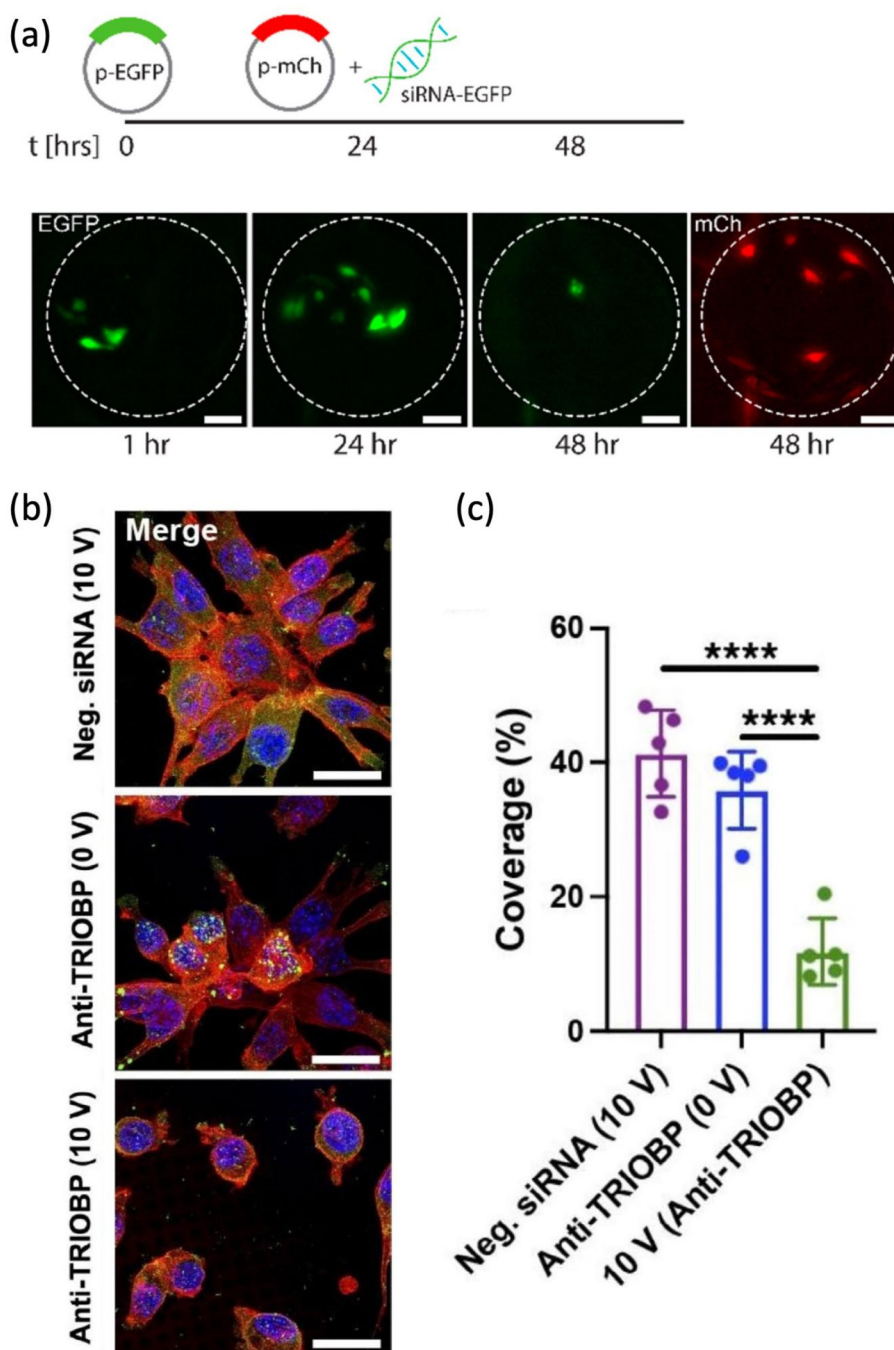 (a)
p-EGFP
p-mCh
+
siRNA-EGFP
t [hrs] 0 24 48
EGFP
mCh
1 hr 24 hr 48 hr 48 hr
(b)
Merge
Neg. siRNA (10 V)
Anti-TRIOBP (0 V)
Anti-TRIOBP (10 V)
(c)
Coverage (%)
60
40
20
0
****
****
Neg. siRNA (10 V)
Anti-TRIOBP (0 V)
10 V (Anti-TRIOBP)